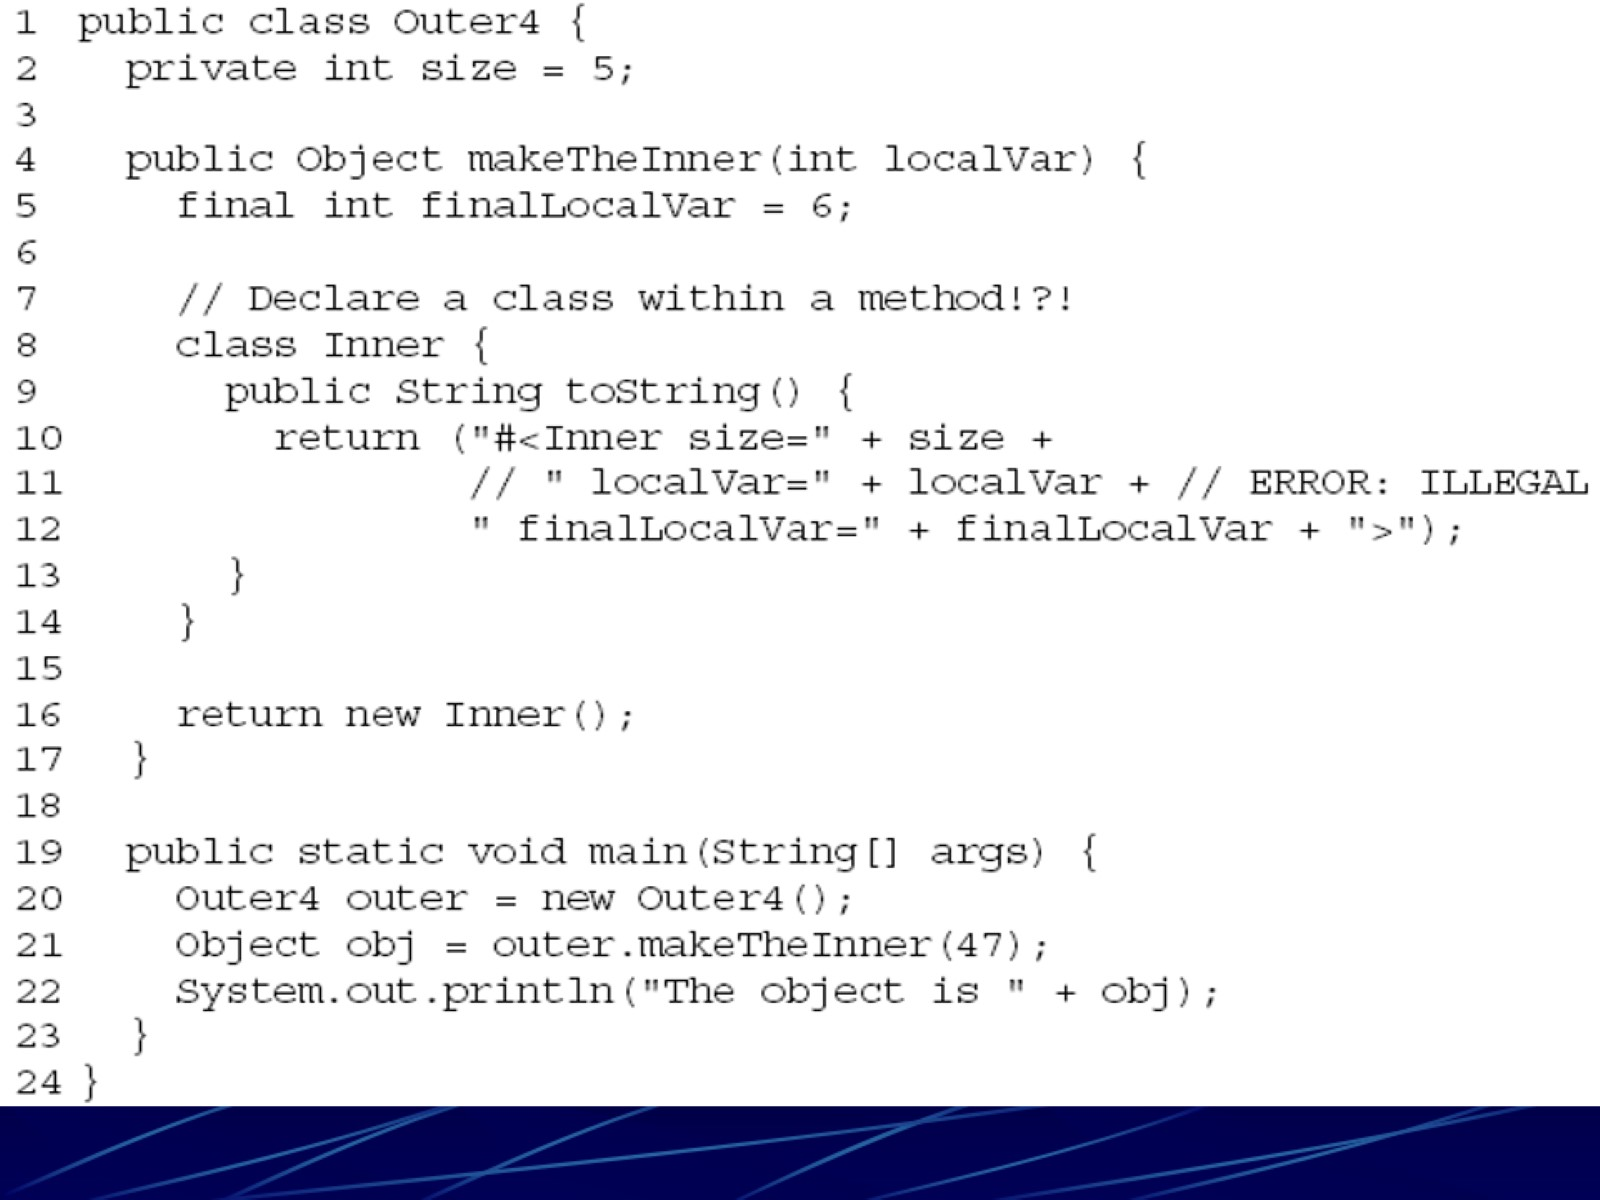 1 public class Outer4 {
2   private int size = 5;
3
4   public Object makeTheInner(int localVar) {
5     final int finalLocalVar = 6;
6
7     // Declare a class within a method!?!
8     class Inner {
9       public String toString() {
10         return ("#<Inner size=" + size +
11                 // " localVar=" + localVar + // ERROR: ILLEGAL
12                 " finalLocalVar=" + finalLocalVar + ">");
13       }
14     }
15
16     return new Inner();
17   }
18
19   public static void main(String[] args) {
20     Outer4 outer = new Outer4();
21     Object obj = outer.makeTheInner(47);
22     System.out.println("The object is " + obj);
23   }
24 }